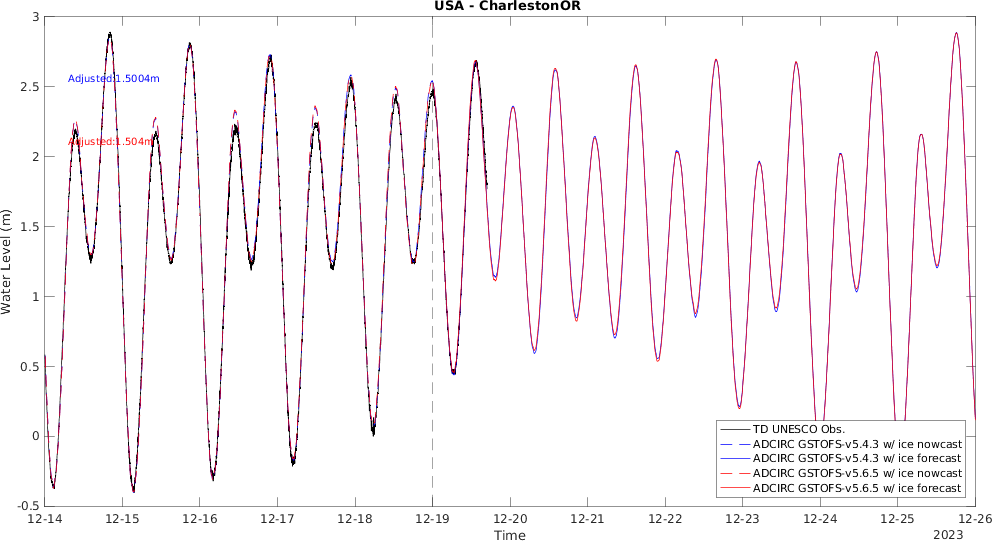 USA - CharlestonOR
3
2.5
2
1.5
1
0.5
0
-0.5
Water Level (m)
Adjusted:1.5004m
Adjusted:1.504m
TD UNESCO Obs.
ADCIRC GSTOFS-v5.4.3 w/ ice nowcast
ADCIRC GSTOFS-v5.4.3 w/ ice forecast
ADCIRC GSTOFS-v5.6.5 w/ ice nowcast
ADCIRC GSTOFS-v5.6.5 w/ ice forecast
12-14 12-15 12-16 12-17 12-18 12-19 12-20 12-21 12-22 12-23 12-24 12-25 12-26
Time
2023